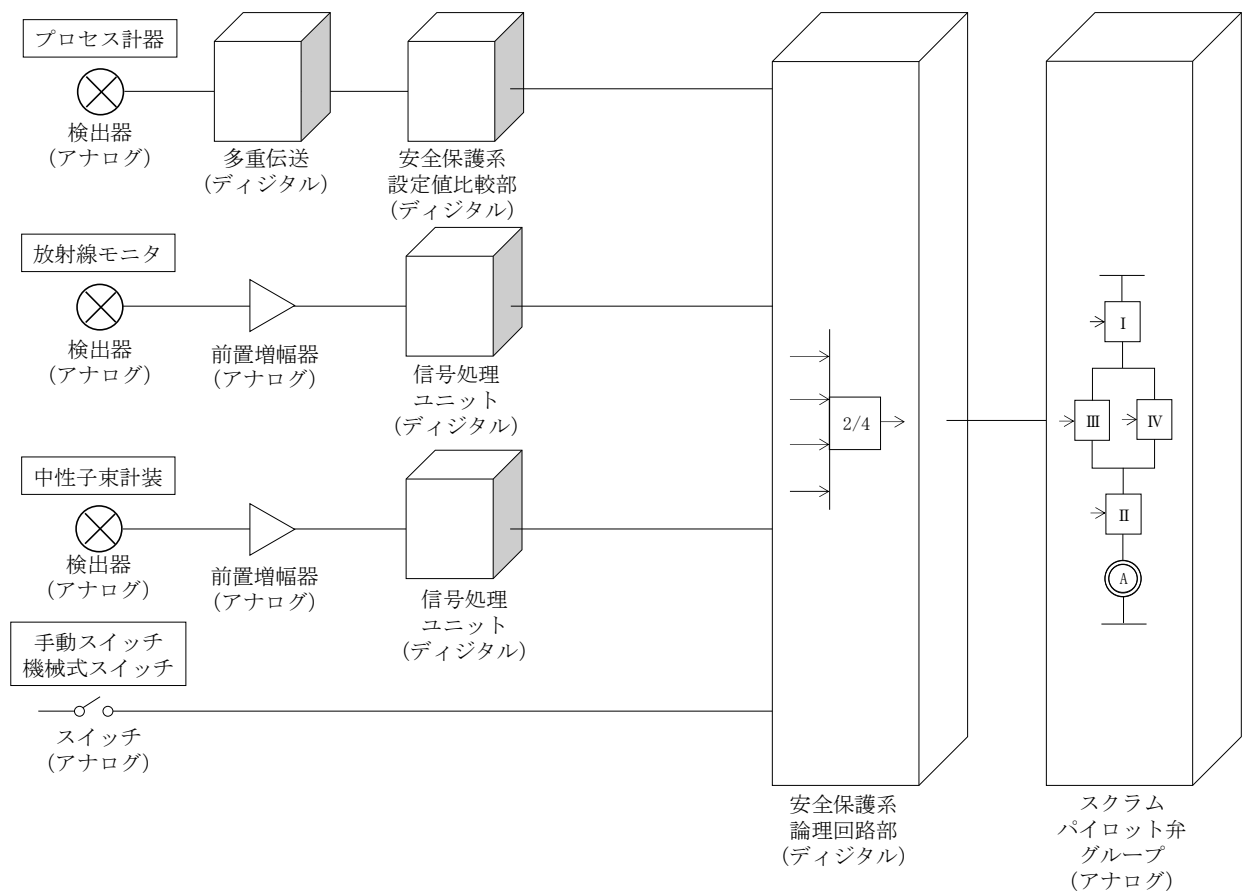 プロセス計器
検出器
(アナログ)
多重伝送
(ディジタル)
安全保護系
設定値比較部
(ディジタル)
放射線モニタ
検出器
(アナログ)
前置増幅器
(アナログ)
信号処理
ユニット
(ディジタル)
中性子束計装
検出器
(アナログ)
前置増幅器
(アナログ)
信号処理
ユニット
(ディジタル)
手動スイッチ
機械式スイッチ
スイッチ
(アナログ)
2/4
安全保護系
論理回路部
(ディジタル)
Ⅰ
Ⅲ
Ⅳ
Ⅱ
A
スクラム
パイロット弁
グループ
(アナログ)